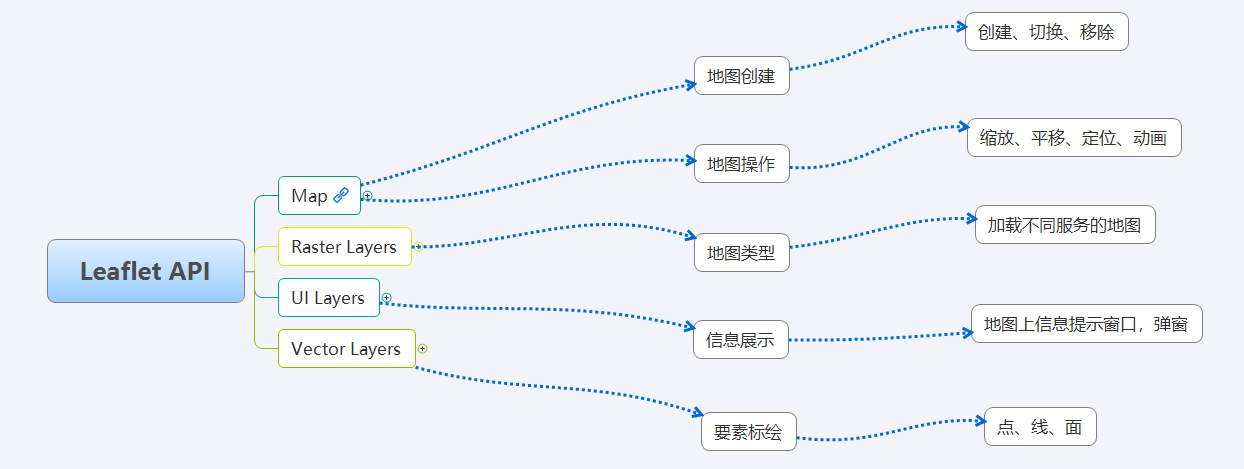 Leaflet API
Map
Raster Layers
UI Layers
Vector Layers
地图创建
地图操作
地图类型
信息展示
要素标绘
创建、切换、移除
缩放、平移、定位、动画
加载不同服务的地图
地图上信息提示窗口，弹窗
点、线、面